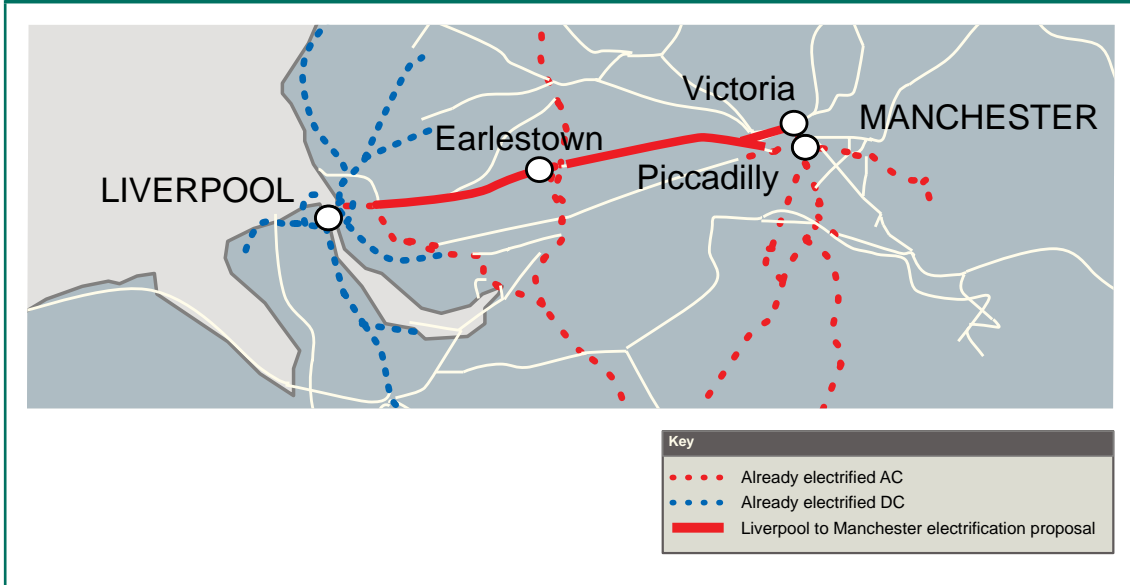 Victoria
MANCHESTER
Earlestown
Piccadilly
LIVERPOOL
Key
Already electrified AC
Already electrified DC
Liverpool to Manchester electrification proposal